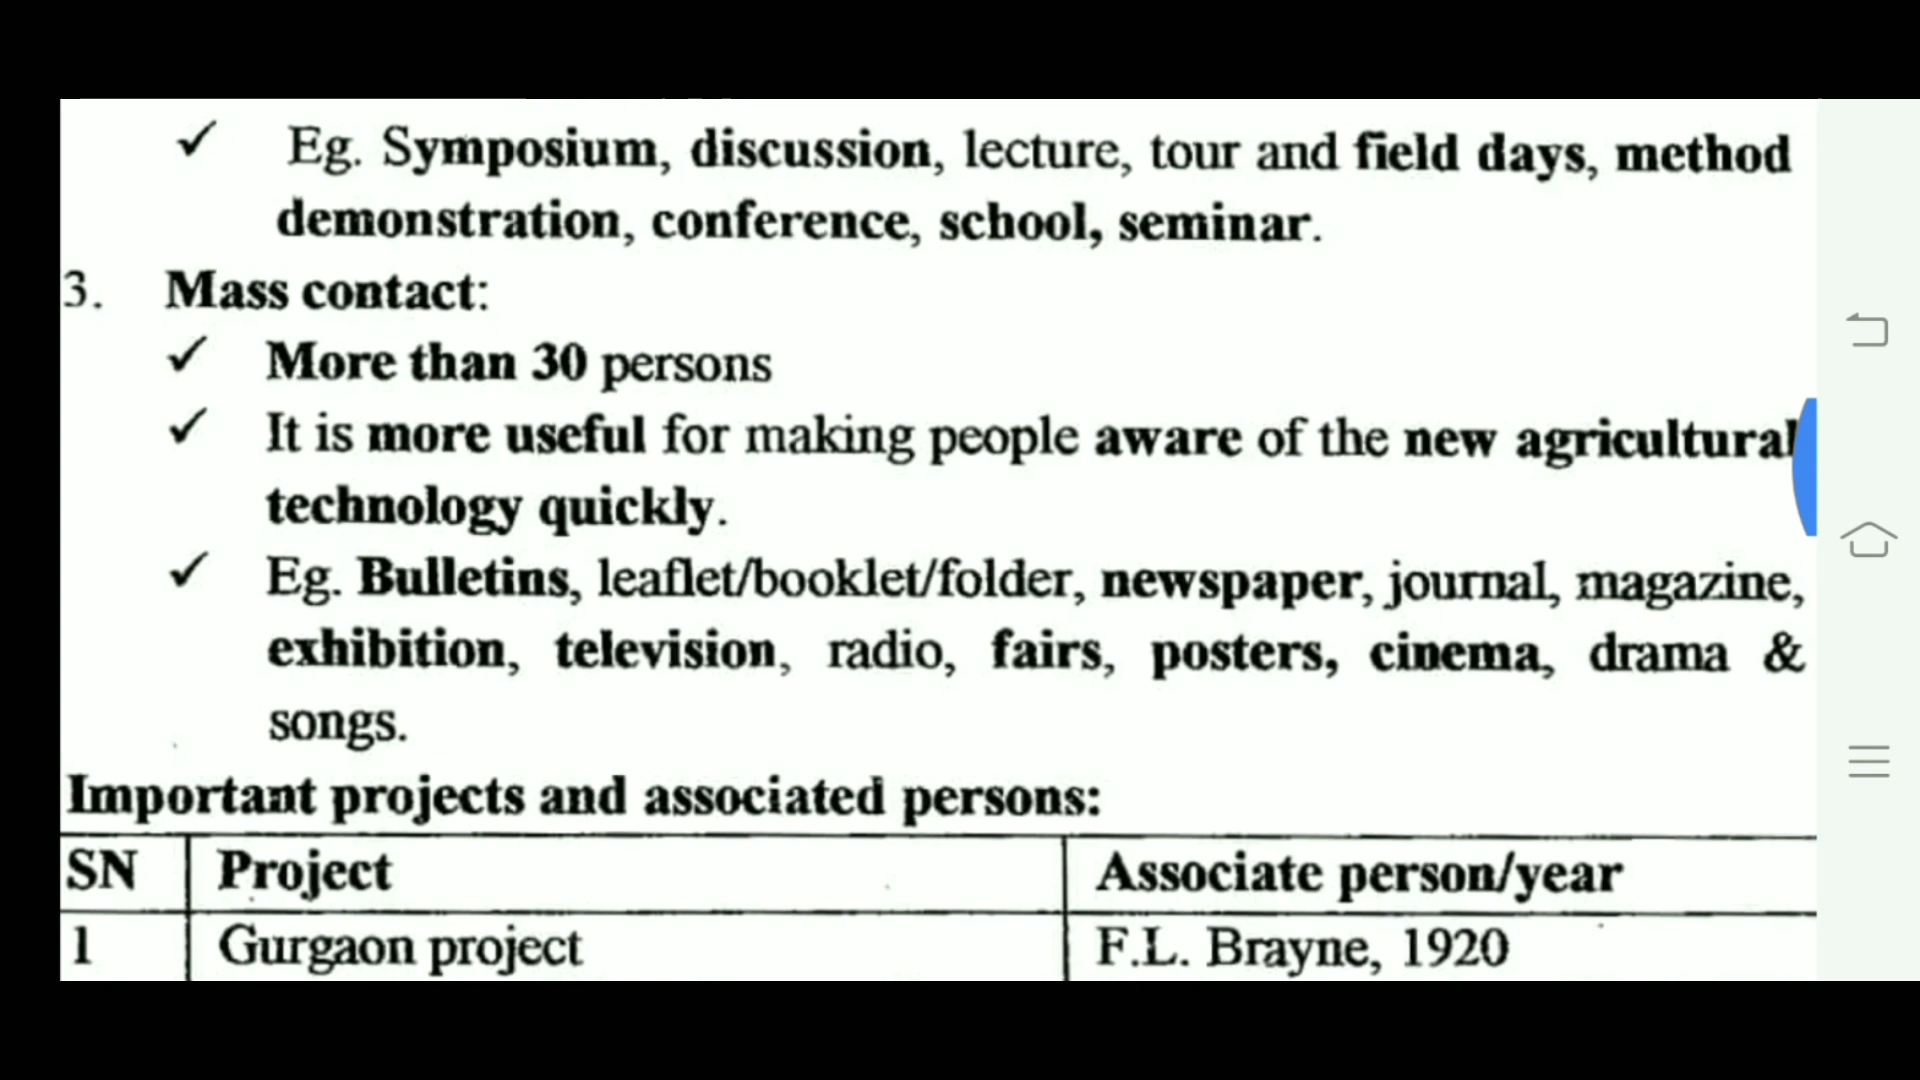 ✓ Eg. Symposium, discussion, lecture, tour and field days, method
demonstration, conference, school, seminar.
3. Mass contact:
✓ More than 30 persons
✓ It is more useful for making people aware of the new agricultural
technology quickly.
✓ Eg. Bulletins, leaflet/booklet/folder, newspaper, journal, magazine,
exhibition, television, radio, fairs, posters, cinema, drama &
songs.
Important projects and associated persons:
SN Project Associate person/year
1 Gurgaon project F.L. Brayne, 1920